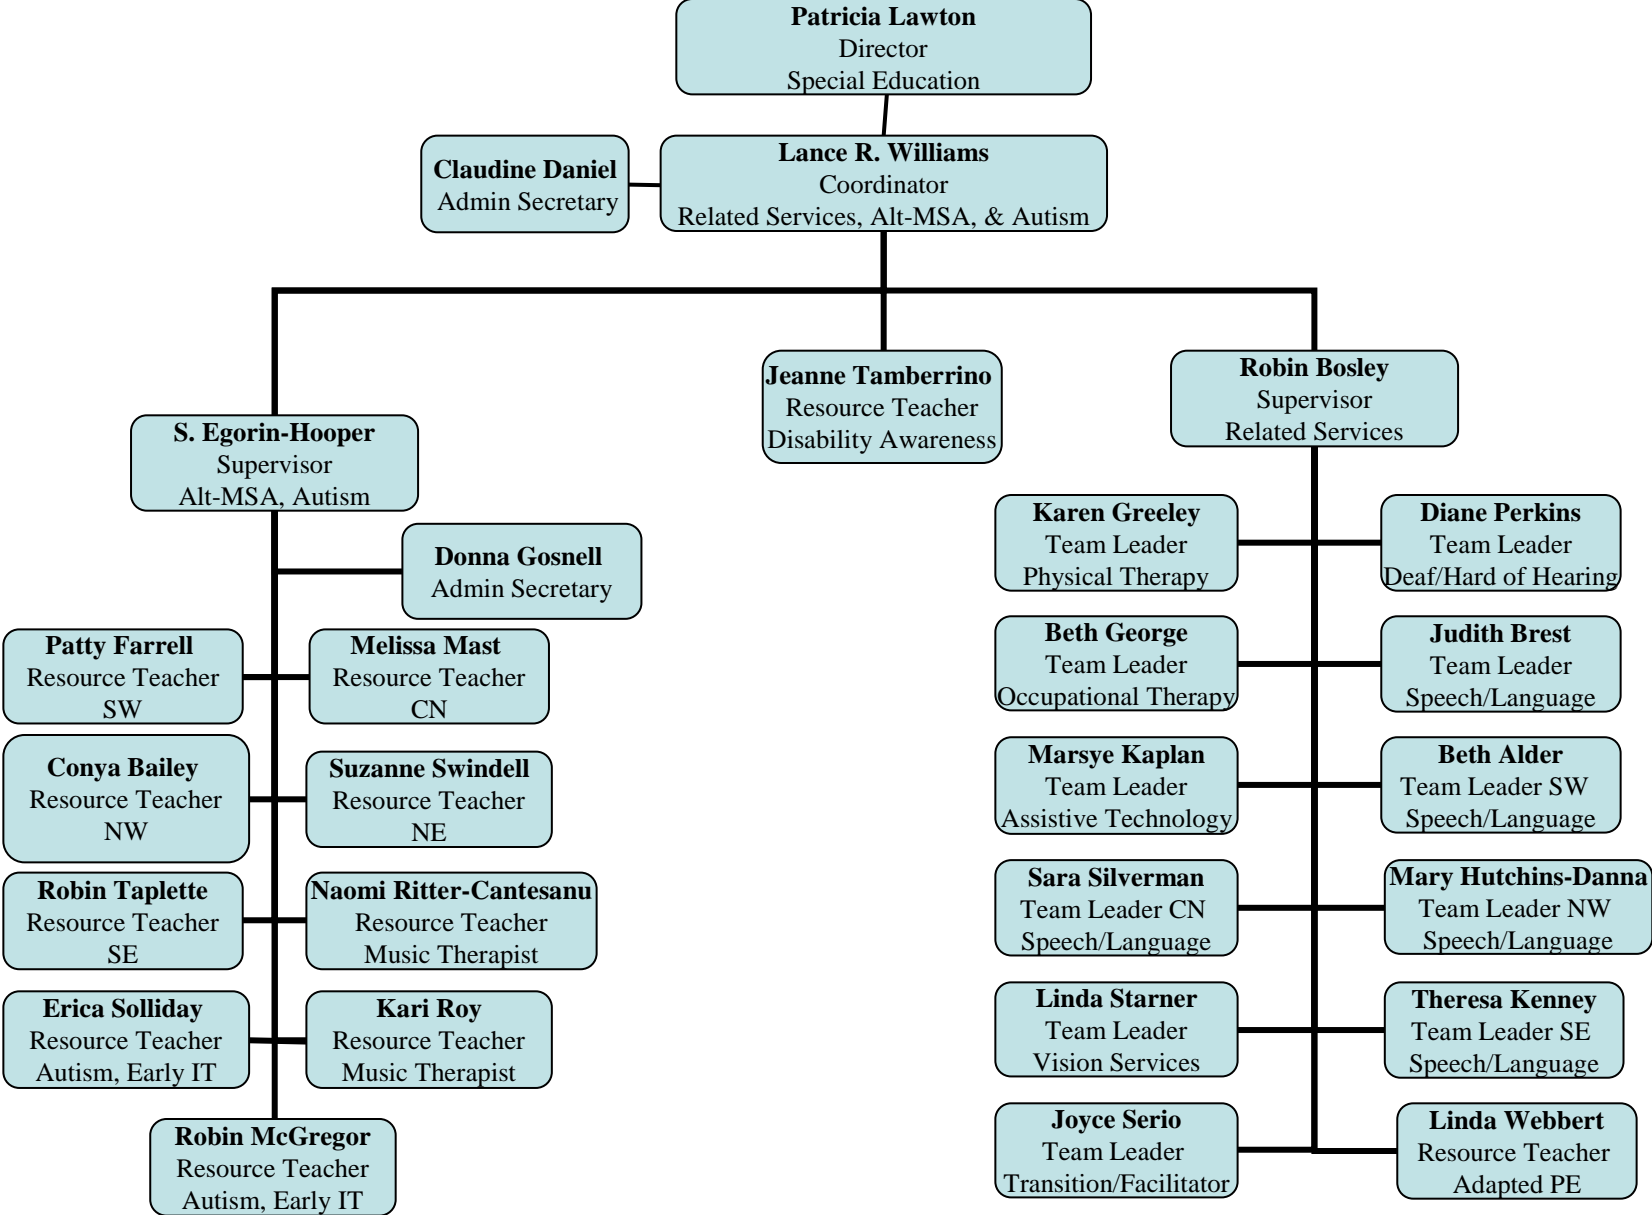 Patricia Lawton
Director
Special Education
Claudine Daniel
Admin Secretary
Lance R. Williams
Coordinator
Related Services, Alt-MSA, & Autism
Jeanne Tamberrino
Resource Teacher
Disability Awareness
Robin Bosley
Supervisor
Related Services
S. Egorin-Hooper
Supervisor
Alt-MSA, Autism
Donna Gosnell
Admin Secretary
Patty Farrell
Resource Teacher
SW
Melissa Mast
Resource Teacher
CN
Conya Bailey
Resource Teacher
NW
Suzanne Swindell
Resource Teacher
NE
Robin Taplette
Resource Teacher
SE
Naomi Ritter-Cantesanu
Resource Teacher
Music Therapist
Erica Solliday
Resource Teacher
Autism, Early IT
Kari Roy
Resource Teacher
Music Therapist
Robin McGregor
Resource Teacher
Autism, Early IT
Karen Greeley
Team Leader
Physical Therapy
Diane Perkins
Team Leader
Deaf/Hard of Hearing
Beth George
Team Leader
Occupational Therapy
Judith Brest
Team Leader
Speech/Language
Marsye Kaplan
Team Leader
Assistive Technology
Beth Alder
Team Leader SW
Speech/Language
Sara Silverman
Team Leader CN
Speech/Language
Mary Hutchins-Danna
Team Leader NW
Speech/Language
Linda Starner
Team Leader
Vision Services
Theresa Kenney
Team Leader SE
Speech/Language
Joyce Serio
Team Leader
Transition/Facilitator
Linda Webbert
Resource Teacher
Adapted PE